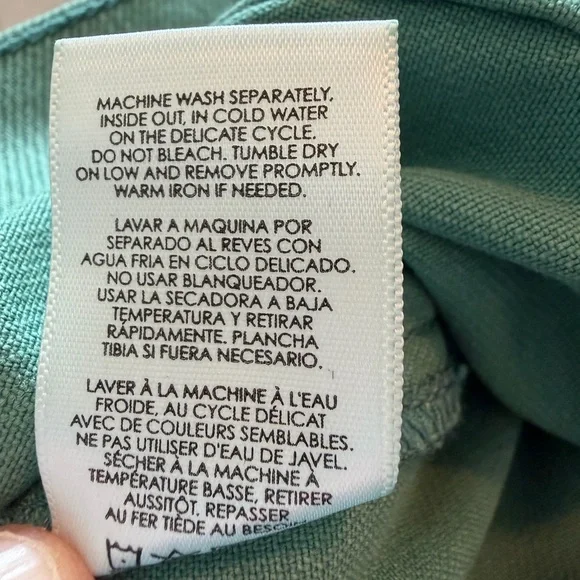 MACHINE WASH SEPARATELY,
INSIDE OUT, IN COLD WATER
ON THE DELICATE CYCLE.
DO NOT BLEACH. TUMBLE DRY
ON LOW AND REMOVE PROMPTLY.
WARM IRON IF NEEDED.
LAVAR A MAQUINA POR
SEPARADO AL REVES CON
AGUA FRIA EN CICLO DELICADO.
NO USAR BLANQUEADOR.
USAR LA SECADORA A BAJA
TEMPERATURA Y RETIRAR
RÁPIDAMENTE. PLANCHA
TIBIA SI FUERA NECESARIO.
LAVER À LA MACHINE À L'EAU
FROIDE, AU CYCLE DÉLICAT
AVEC DE COULEURS SEMBLABLES.
NE PAS UTILISER D'EAU DE JAVEL.
SÉCHER À LA MACHINE À
TEMPÉRATURE BASSE, RETIRER
AUSSITÔT. REPASSER
AU FER TIÈDE AU